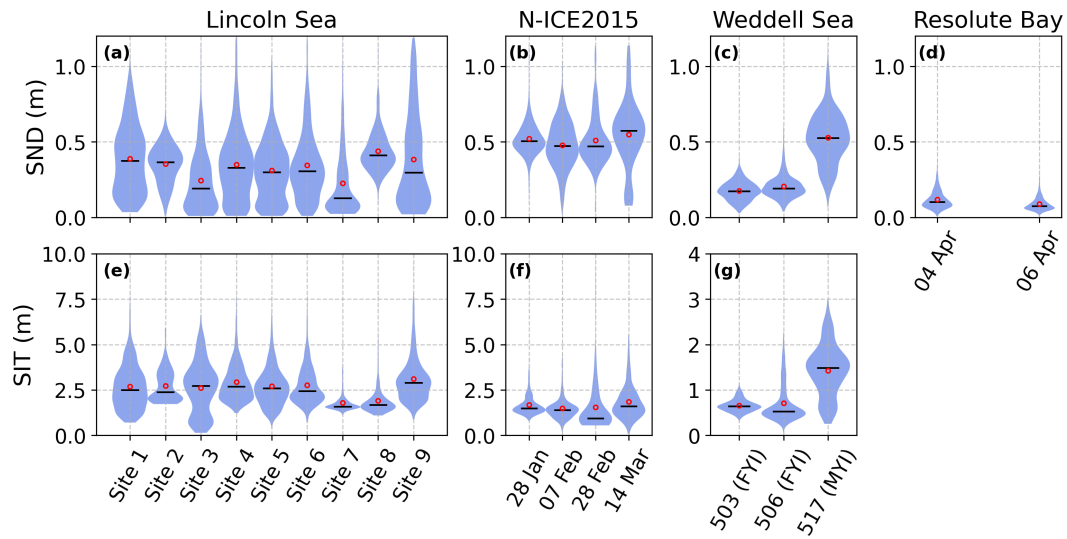 Lincoln Sea N-ICE2015 Weddell Sea Resolute Bay
(a) (b) (c) (d)
SND (m)
1.0 1.0 1.0 1.0
0.5 0.5 0.5 0.5
0.0 0.0 0.0 0.0
04 Apr 06 Apr
(e) (f) (g)
SIT (m)
10.0 10.0 4
7.5 7.5 3
5.0 5.0 2
2.5 2.5 1
0.0 0.0 0
Site 1 Site 2 Site 3 Site 4 Site 5 Site 6 Site 7 Site 8 Site 9
28 Jan 07 Feb 28 Feb 14 Mar
503 (FYI) 506 (FYI) 517 (MYI)